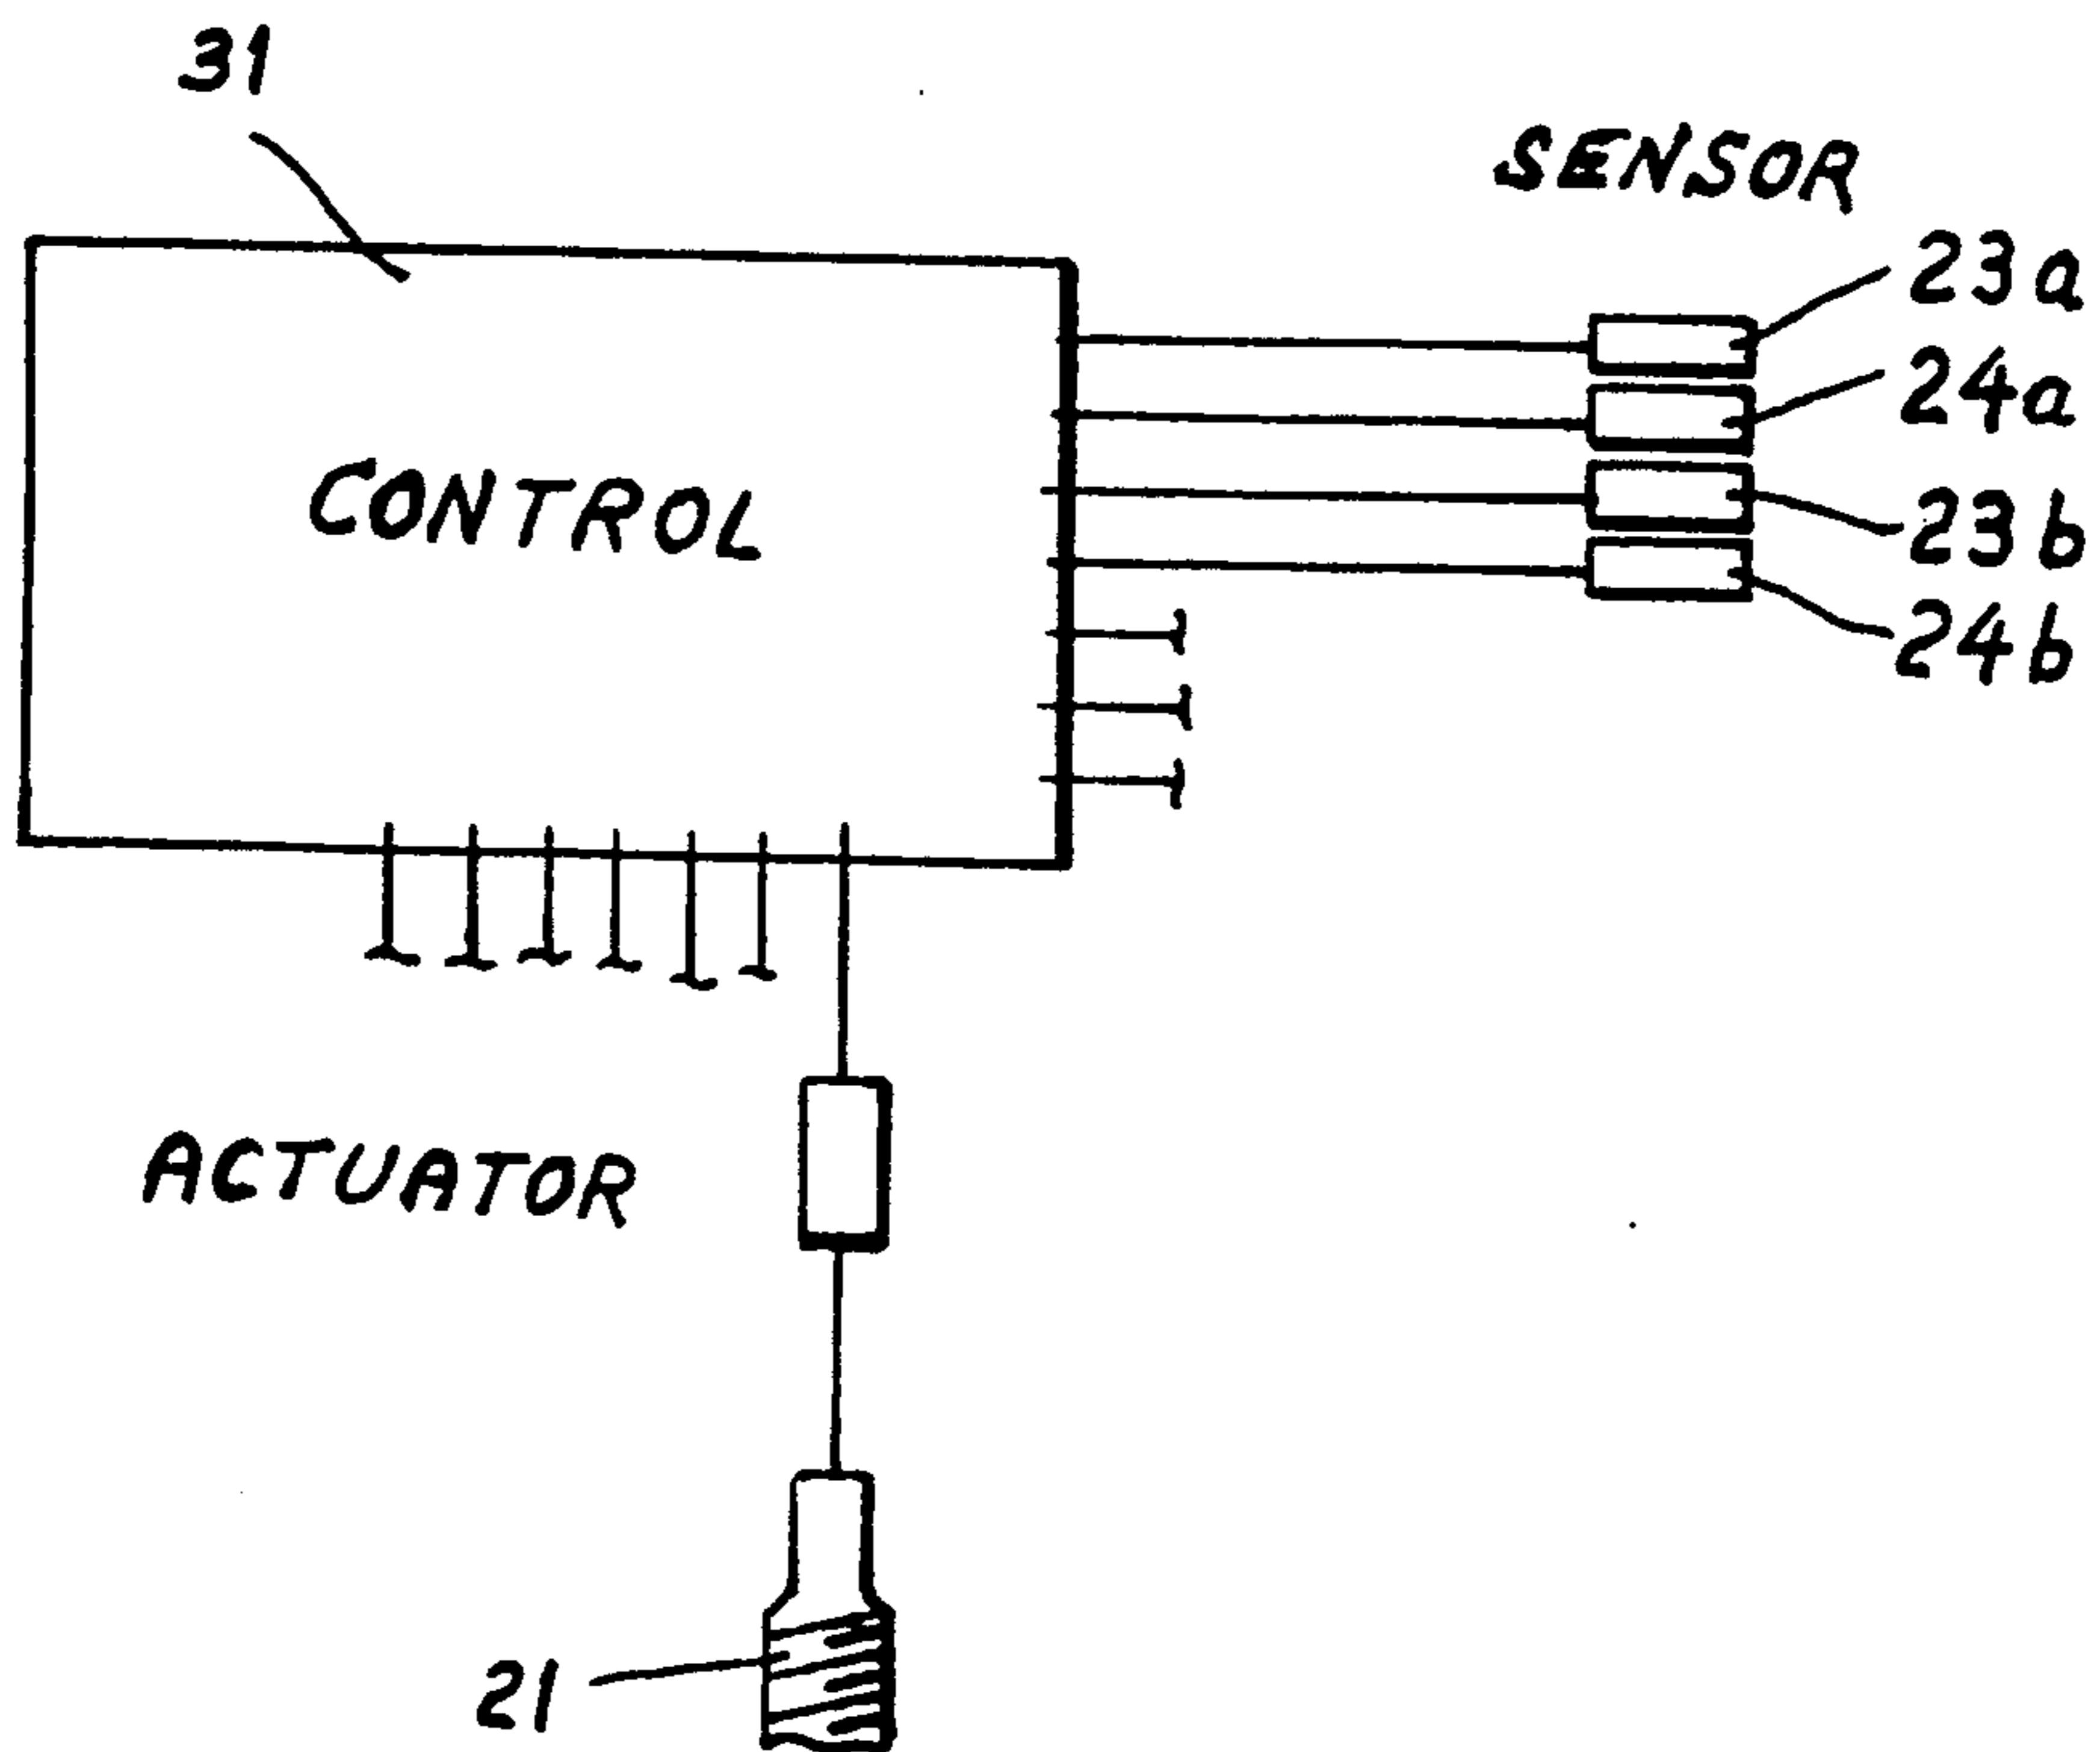 31
SENSOR
23a
24a
CONTROL
23b
24b
ACTUATOR
21